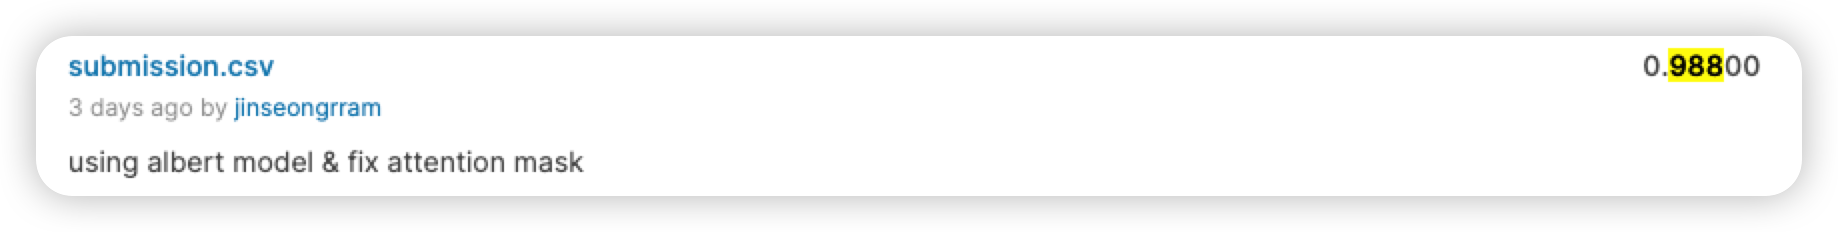 submission.csv 0.98800
3 days ago by jinseongrram
using albert model & fix attention mask